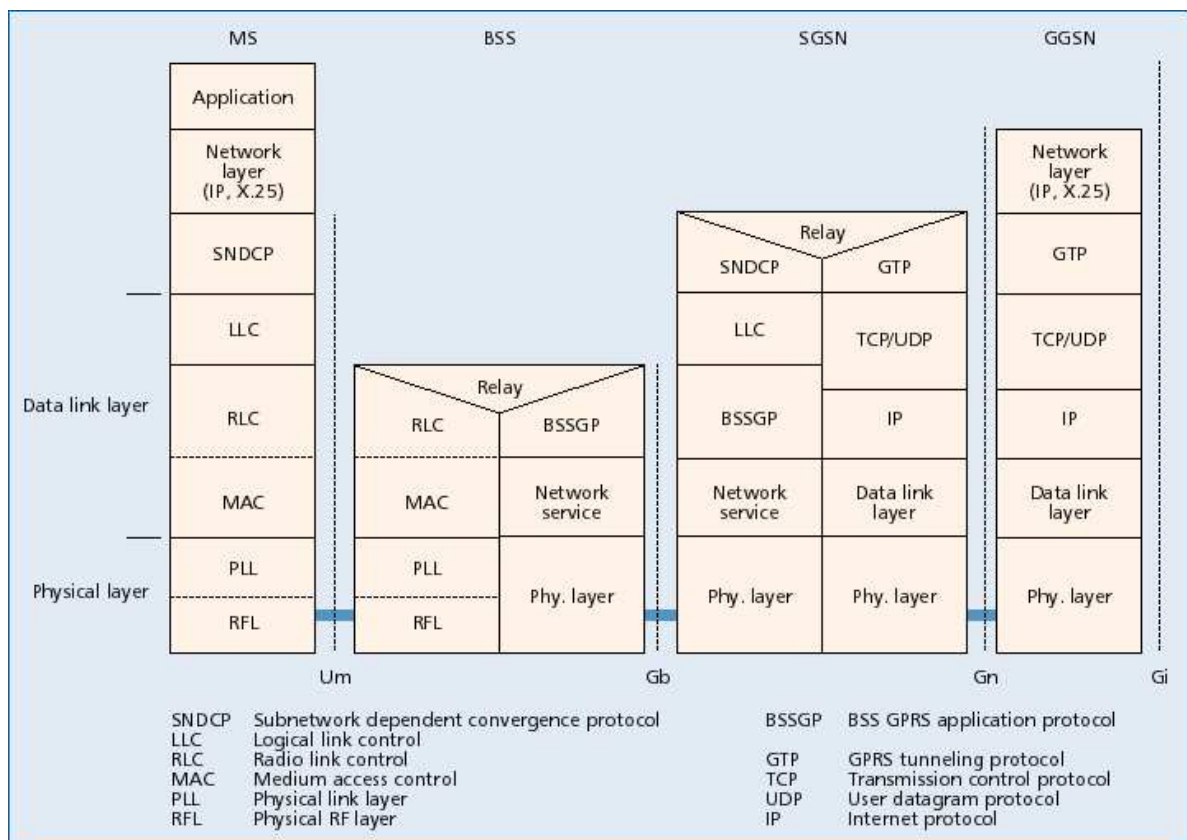 MS BSS SGSN GGSN
Application
Network
layer
(IP, X.25)
Network
layer
(IP, X.25)
Relay
SNDCP
SNDCP GTP
GTP
LLC
LLC
TCP/UDP
TCP/UDP
Relay
Data link layer
RLC
RLC BSSGP
BSSGP
IP
IP
MAC
MAC
Network
service
Network
service
Data link
layer
Data link
layer
PLL
PLL
Physical layer
Phy. layer
Phy. layer
Phy. layer
Phy. layer
RFL
RFL
Um Gb Gn Gi
SNDCP Subnetwork dependent convergence protocol
LLC Logical link control
RLC Radio link control
MAC Medium access control
PLL Physical link layer
RFL Physical RF layer
BSSGP BSS GPRS application protocol
GTP GPRS tunneling protocol
TCP Transmission control protocol
UDP User datagram protocol
IP Internet protocol